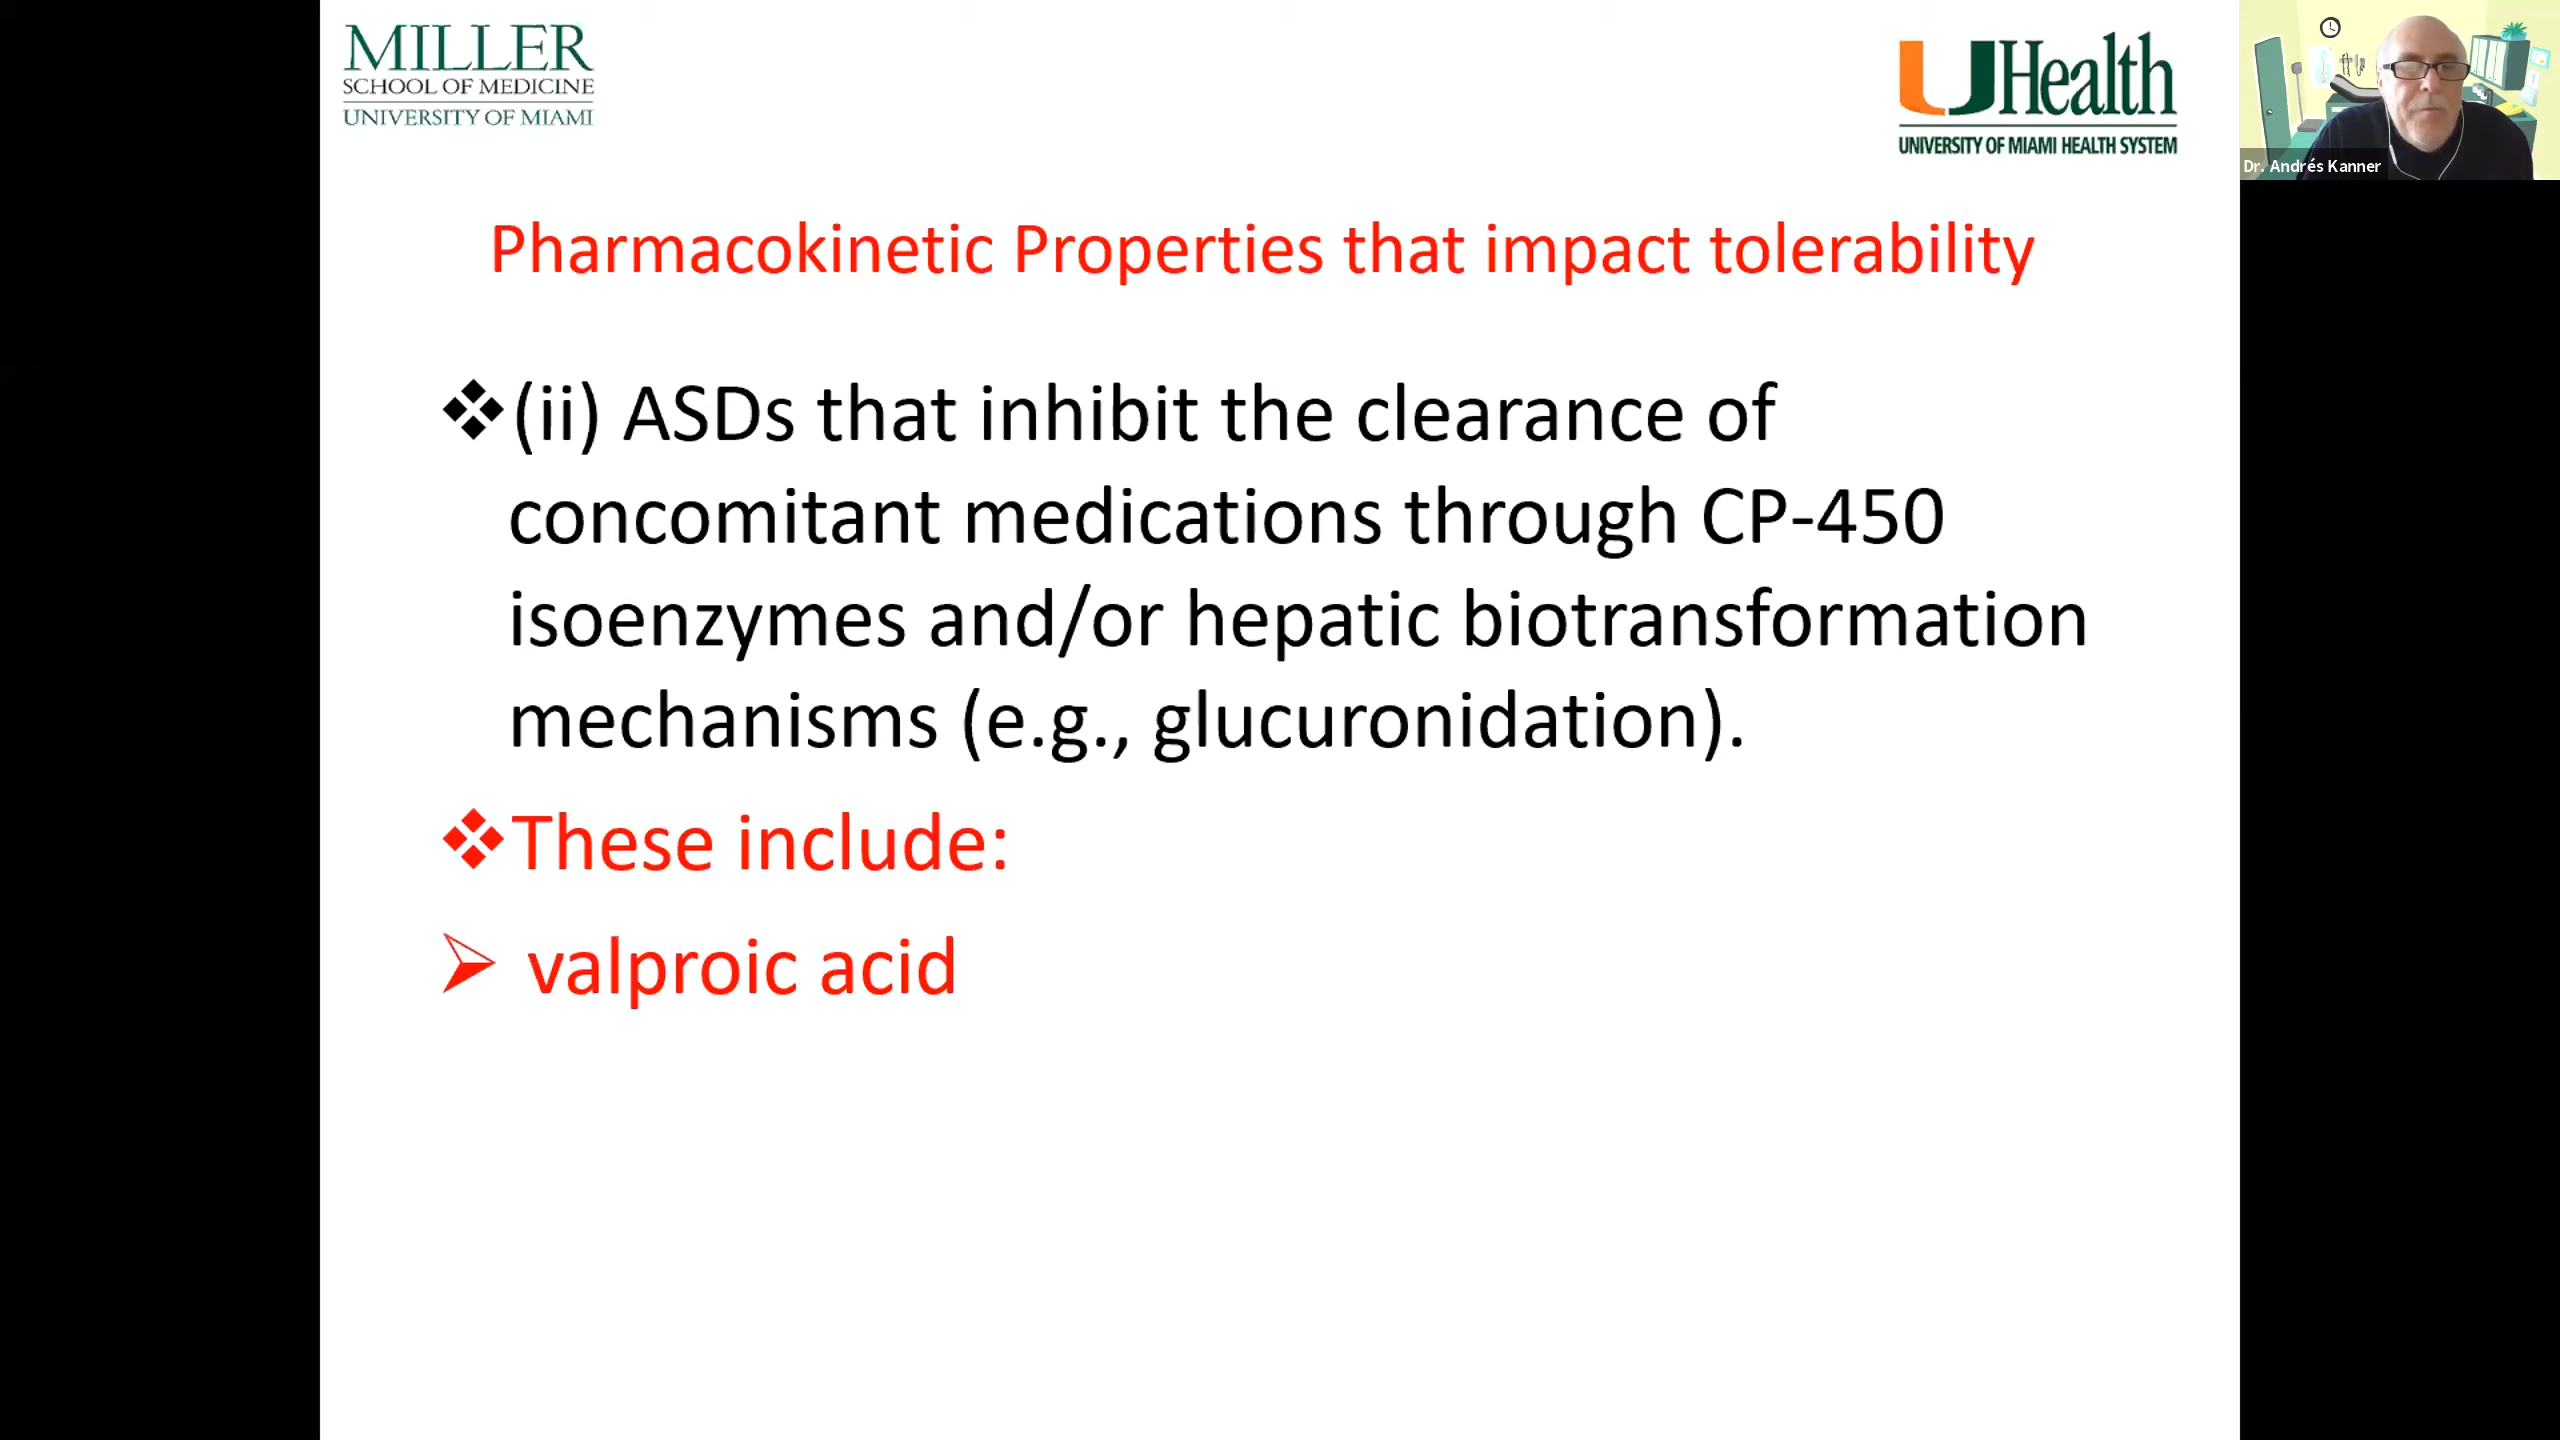 MILLER
SCHOOL OF MEDICINE
UNIVERSITY OF MIAMI
UHealth
UNIVERSITY OF MIAMI HEALTH SYSTEM
Dr. Andrés Kanner
Pharmacokinetic Properties that impact tolerability
(ii) ASDs that inhibit the clearance of
concomitant medications through CP-450
isoenzymes and/or hepatic biotransformation
mechanisms (e.g., glucuronidation).
These include:
valproic acid